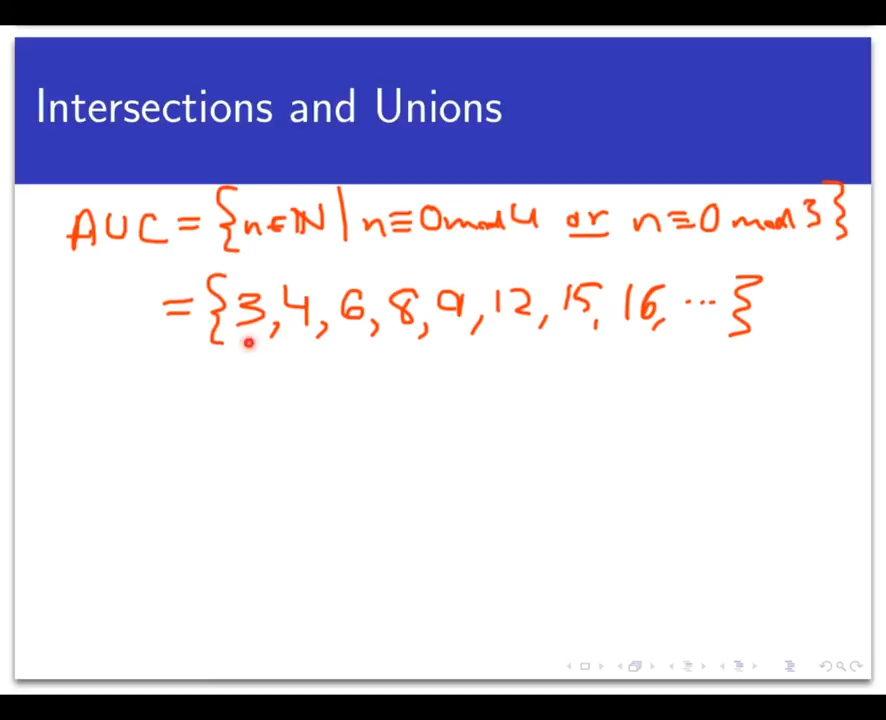 Intersections and Unions
A∪C = {n∈ℕ | n≡0 mod 4 or n≡0 mod 3}
= {3, 4, 6, 8, 9, 12, 15, 16, ⋯}